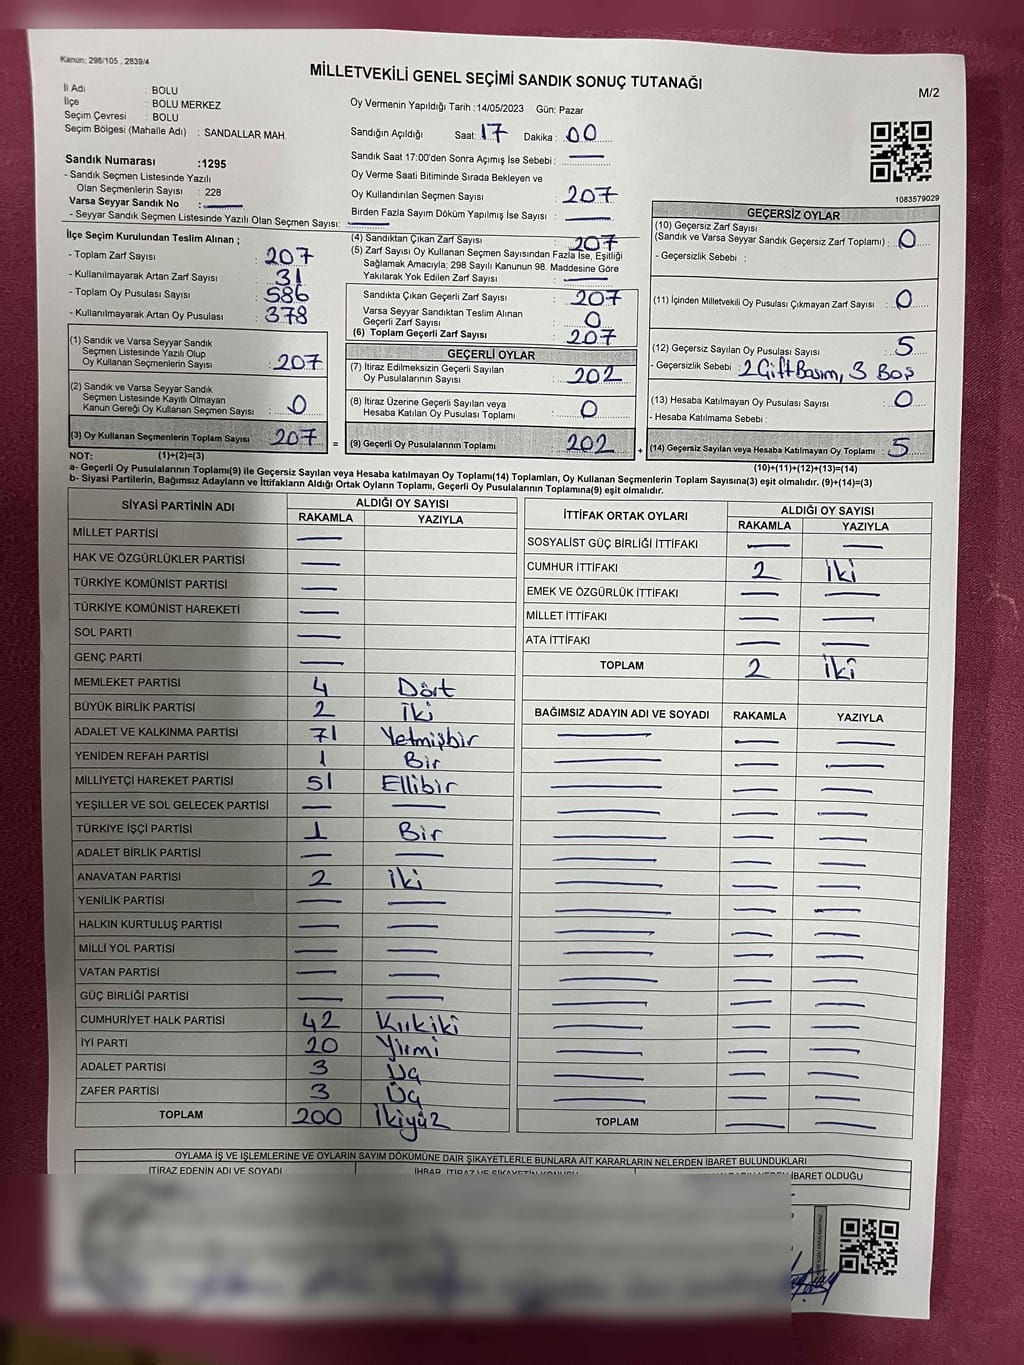 Kanun: 298/105 , 2839/4
MİLLETVEKİLİ GENEL SEÇİMİ SANDIK SONUÇ TUTANAĞI
M/2
İl Adı : BOLU
İlçe : BOLU MERKEZ
Seçim Çevresi : BOLU
Seçim Bölgesi (Mahalle Adı) : SANDALLAR MAH.
Sandık Numarası :1295
- Sandık Seçmen Listesinde Yazılı
Olan Seçmenlerin Sayısı : 228
Varsa Seyyar Sandık No :
- Seyyar Sandık Seçmen Listesinde Yazılı Olan Seçmen Sayısı:
Oy Vermenin Yapıldığı Tarih :14/05/2023 Gün: Pazar
Sandığın Açıldığı Saat: 17 Dakika : 00
Sandık Saat 17:00'den Sonra Açımış İse Sebebi :
Oy Verme Saati Bitiminde Sırada Bekleyen ve
Oy Kullandırılan Seçmen Sayısı : 207
Birden Fazla Sayım Döküm Yapılmış İse Sayısı :
1083579029
İlçe Seçim Kurulundan Teslim Alınan ;
- Toplam Zarf Sayısı : 207
- Kullanılmayarak Artan Zarf Sayısı : 31
- Toplam Oy Pusulası Sayısı : 586
- Kullanılmayarak Artan Oy Pusulası : 378
(1) Sandık ve Varsa Seyyar Sandık
Seçmen Listesinde Yazılı Olup
Oy Kullanan Seçmenlerin Sayısı : 207
(2) Sandık ve Varsa Seyyar Sandık
Seçmen Listesinde Kayıtlı Olmayan
Kanun Gereği Oy Kullanan Seçmen Sayısı : 0
(3) Oy Kullanan Seçmenlerin Toplam Sayısı : 207 =
(4) Sandıktan Çıkan Zarf Sayısı : 207
(5) Zarf Sayısı Oy Kullanan Seçmen Sayısından Fazla İse, Eşitliği
Sağlamak Amacıyla; 298 Sayılı Kanunun 98. Maddesine Göre
Yakılarak Yok Edilen Zarf Sayısı :
Sandıkta Çıkan Geçerli Zarf Sayısı : 207
Varsa Seyyar Sandıktan Teslim Alınan
Geçerli Zarf Sayısı : 0
(6) Toplam Geçerli Zarf Sayısı : 207
GEÇERLİ OYLAR
(7) İtiraz Edilmeksizin Geçerli Sayılan
Oy Pusulalarının Sayısı : 202
(8) İtiraz Üzerine Geçerli Sayılan veya
Hesaba Katılan Oy Pusulası Toplamı : 0
(9) Geçerli Oy Pusulalarının Toplamı : 202 +
GEÇERSİZ OYLAR
(10) Geçersiz Zarf Sayısı
(Sandık ve Varsa Seyyar Sandık Geçersiz Zarf Toplamı) : 0
- Geçersizlik Sebebi :
(11) İçinden Milletvekili Oy Pusulası Çıkmayan Zarf Sayısı : 0
(12) Geçersiz Sayılan Oy Pusulası Sayısı : 5
- Geçersizlik Sebebi : 2 Çift Basım, 3 Boş
(13) Hesaba Katılmayan Oy Pusulası Sayısı : 0
- Hesaba Katılmama Sebebi :
(14) Geçersiz Sayılan veya Hesaba Katılmayan Oy Toplamı : 5
NOT: (1)+(2)=(3)
(10)+(11)+(12)+(13)=(14)
a- Geçerli Oy Pusulalarının Toplamı(9) ile Geçersiz Sayılan veya Hesaba katılmayan Oy Toplamı(14) Toplamları, Oy Kullanan Seçmenlerin Toplam Sayısına(3) eşit olmalıdır. (9)+(14)=(3)
b- Siyasi Partilerin, Bağımsız Adayların ve İttifakların Aldığı Ortak Oyların Toplamı, Geçerli Oy Pusulalarının Toplamına(9) eşit olmalıdır.
SİYASİ PARTİNİN ADI ALDIĞI OY SAYISI
RAKAMLA YAZIYLA
MİLLET PARTİSİ
HAK VE ÖZGÜRLÜKLER PARTİSİ
TÜRKİYE KOMÜNİST PARTİSİ
TÜRKİYE KOMÜNİST HAREKETİ
SOL PARTİ
GENÇ PARTİ
MEMLEKET PARTİSİ 4 Dört
BÜYÜK BİRLİK PARTİSİ 2 İki
ADALET VE KALKINMA PARTİSİ 71 Yetmişbir
YENİDEN REFAH PARTİSİ 1 Bir
MİLLİYETÇİ HAREKET PARTİSİ 51 Ellibir
YEŞİLLER VE SOL GELECEK PARTİSİ
TÜRKİYE İŞÇİ PARTİSİ 1 Bir
ADALET BİRLİK PARTİSİ
ANAVATAN PARTİSİ 2 İki
YENİLİK PARTİSİ
HALKIN KURTULUŞ PARTİSİ
MİLLİ YOL PARTİSİ
VATAN PARTİSİ
GÜÇ BİRLİĞİ PARTİSİ
CUMHURİYET HALK PARTİSİ 42 Kırkiki
İYİ PARTİ 20 Yirmi
ADALET PARTİSİ 3 Üç
ZAFER PARTİSİ 3 Üç
TOPLAM 200 İkiyüz
İTTİFAK ORTAK OYLARI ALDIĞI OY SAYISI
RAKAMLA YAZIYLA
SOSYALİST GÜÇ BİRLİĞİ İTTİFAKI
CUMHUR İTTİFAKI 2 İki
EMEK VE ÖZGÜRLÜK İTTİFAKI
MİLLET İTTİFAKI
ATA İTTİFAKI
TOPLAM 2 İki
BAĞIMSIZ ADAYIN ADI VE SOYADI RAKAMLA YAZIYLA
TOPLAM
OYLAMA İŞ VE İŞLEMLERİNE VE OYLARIN SAYIM DÖKÜMÜNE DAİR ŞİKAYETLERLE BUNLARA AİT KARARLARIN NELERDEN İBARET BULUNDUKLARI
İTİRAZ EDENİN ADI VE SOYADI
İHBAR, İTİRAZ VE ŞİKAYETİN KONUSU
İBARET OLDUĞU